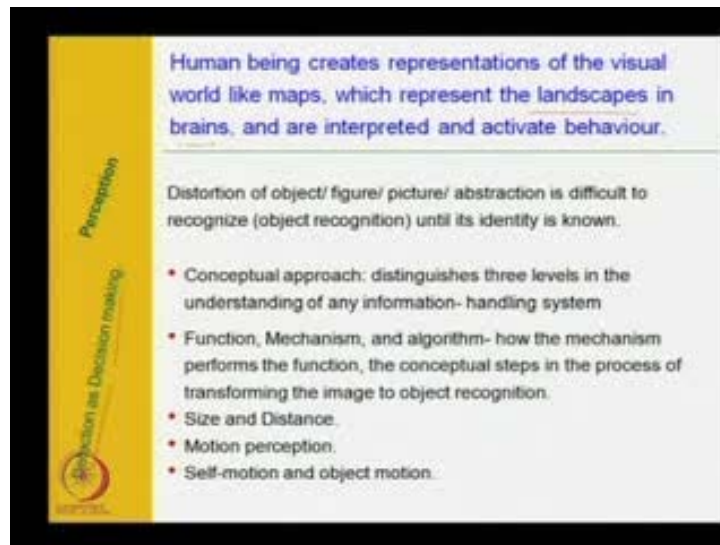 Human being creates representations of the visual
world like maps, which represent the landscapes in
brains, and are interpreted and activate behaviour.
Perception
Distortion of object/ figure/ picture/ abstraction is difficult to
recognize (object recognition) until its identity is known.
• Conceptual approach: distinguishes three levels in the
understanding of any information- handling system
• Function, Mechanism, and algorithm- how the mechanism
performs the function, the conceptual steps in the process of
transforming the image to object recognition.
• Size and Distance.
• Motion perception.
• Self-motion and object motion.
as Decision making
NPTEL